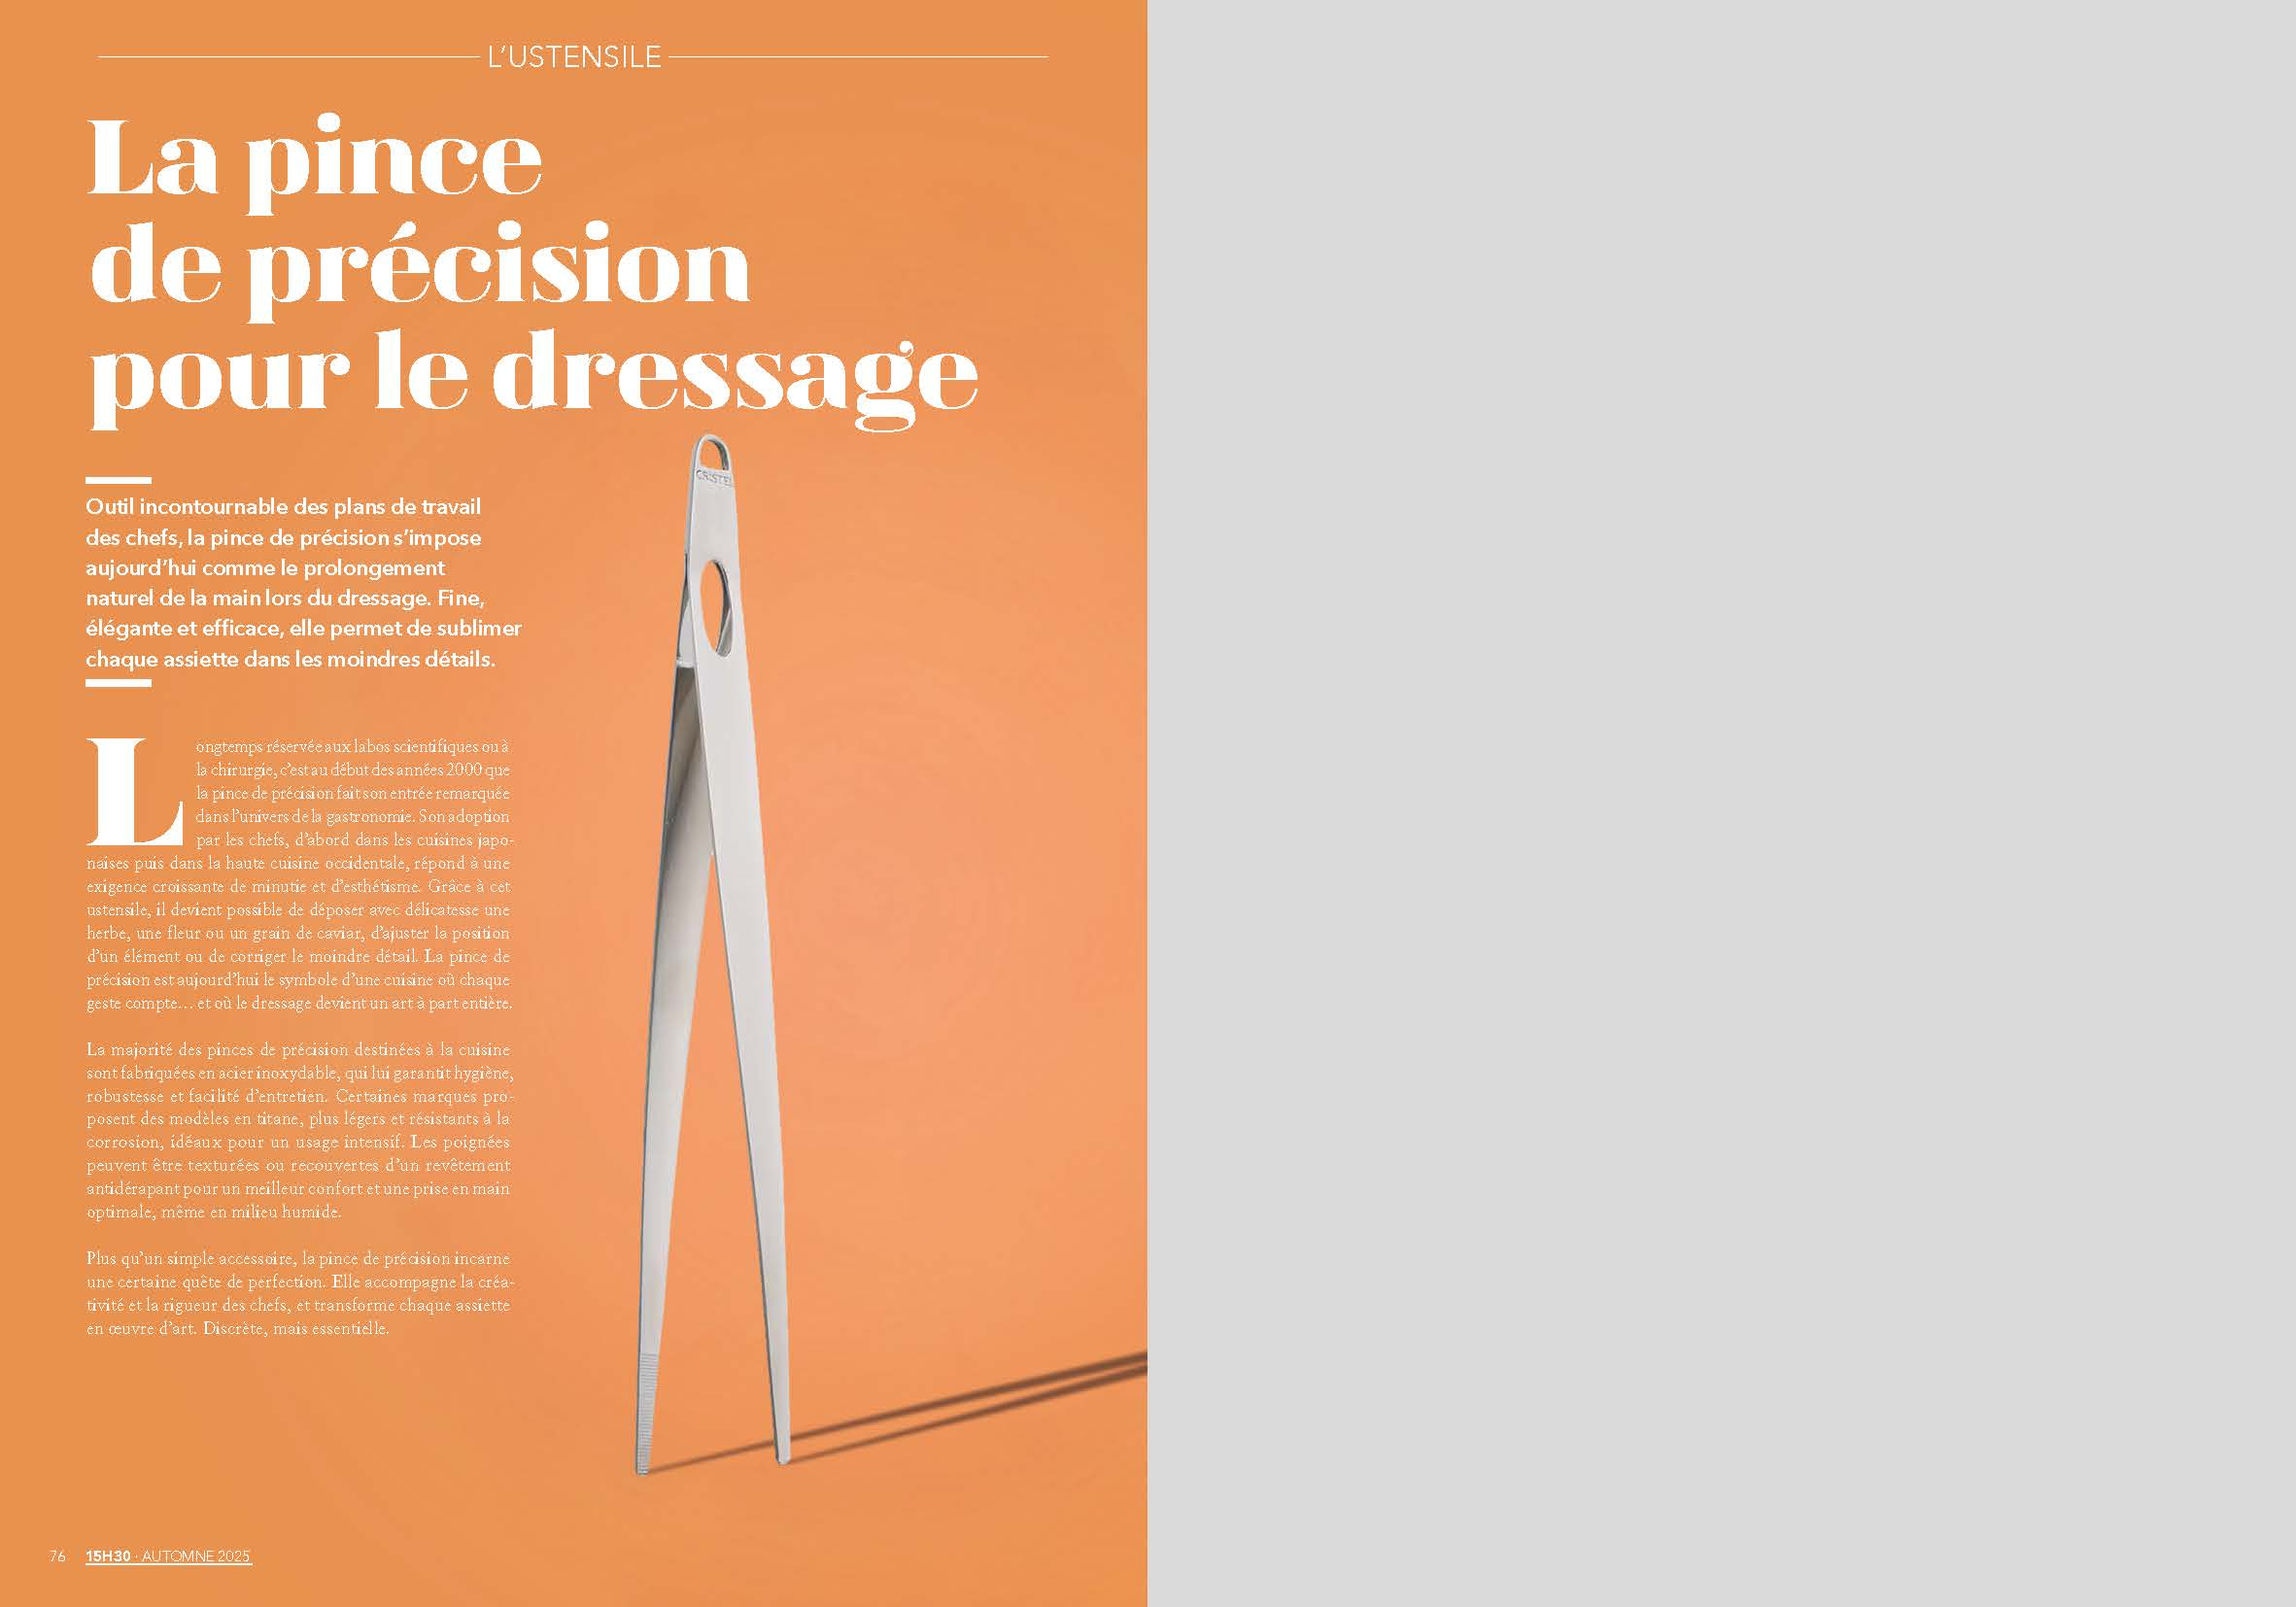 L'USTENSILE
La pince
de précision
pour le dressage
CRISTEL
Outil incontournable des plans de travail
des chefs, la pince de précision s'impose
aujourd'hui comme le prolongement
naturel de la main lors du dressage. Fine,
élégante et efficace, elle permet de sublimer
chaque assiette dans les moindres détails.
Longtemps réservée aux labos scientifiques ou à
la chirurgie, c'est au début des années 2000 que
la pince de précision fait son entrée remarquée
dans l'univers de la gastronomie. Son adoption
par les chefs, d'abord dans les cuisines japo-
naises puis dans la haute cuisine occidentale, répond à une
exigence croissante de minutie et d'esthétisme. Grâce à cet
ustensile, il devient possible de déposer avec délicatesse une
herbe, une fleur ou un grain de caviar, d'ajuster la position
d'un élément ou de corriger le moindre détail. La pince de
précision est aujourd'hui le symbole d'une cuisine où chaque
geste compte… et où le dressage devient un art à part entière.
La majorité des pinces de précision destinées à la cuisine
sont fabriquées en acier inoxydable, qui lui garantit hygiène,
robustesse et facilité d'entretien. Certaines marques pro-
posent des modèles en titane, plus légers et résistants à la
corrosion, idéaux pour un usage intensif. Les poignées
peuvent être texturées ou recouvertes d'un revêtement
antidérapant pour un meilleur confort et une prise en main
optimale, même en milieu humide.
Plus qu'un simple accessoire, la pince de précision incarne
une certaine quête de perfection. Elle accompagne la créa-
tivité et la rigueur des chefs, et transforme chaque assiette
en œuvre d'art. Discrète, mais essentielle.
76 15H30 · AUTOMNE 2025